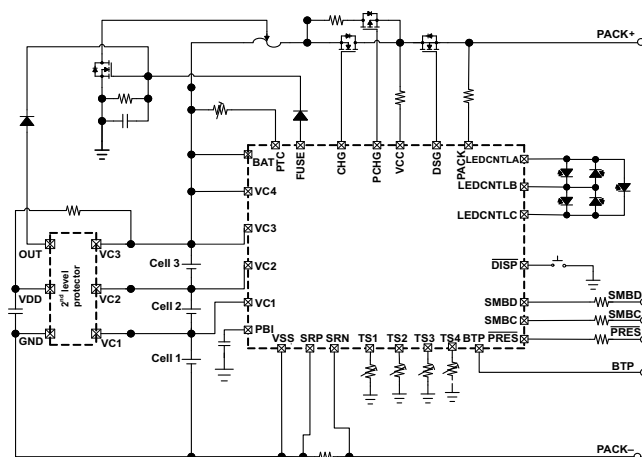 PACK+
BAT
PTC
FUSE
CHG
PCHG
VCC
DSG
PACK
LEDCNTLA
LEDCNTLB
LEDCNTLC
VC4
VC3
VC2
VC1
PBI
DISP
SMBD
SMBC
PRES
VSS
SRP
SRN
TS1
TS2
TS3
TS4
BTP
OUT
VDD
GND
2nd level
protector
VC3
VC2
VC1
Cell 3
Cell 2
Cell 1
SMBD
SMBC
PRES
BTP
PACK–